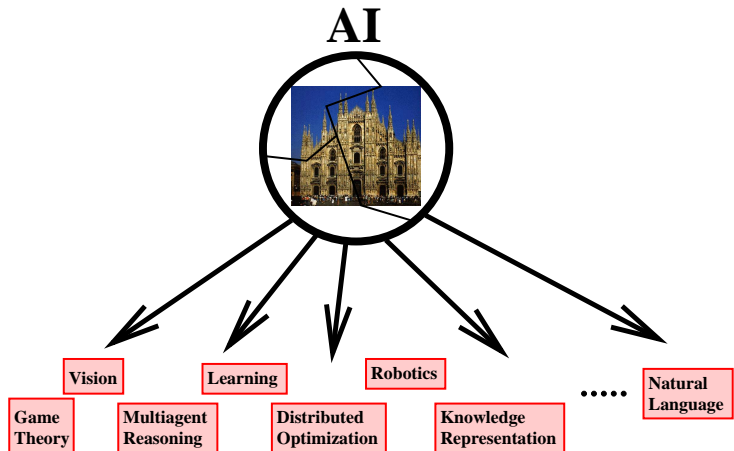 AI
Vision
Learning
Robotics
Natural
Language
Game
Theory
Multiagent
Reasoning
Distributed
Optimization
Knowledge
Representation